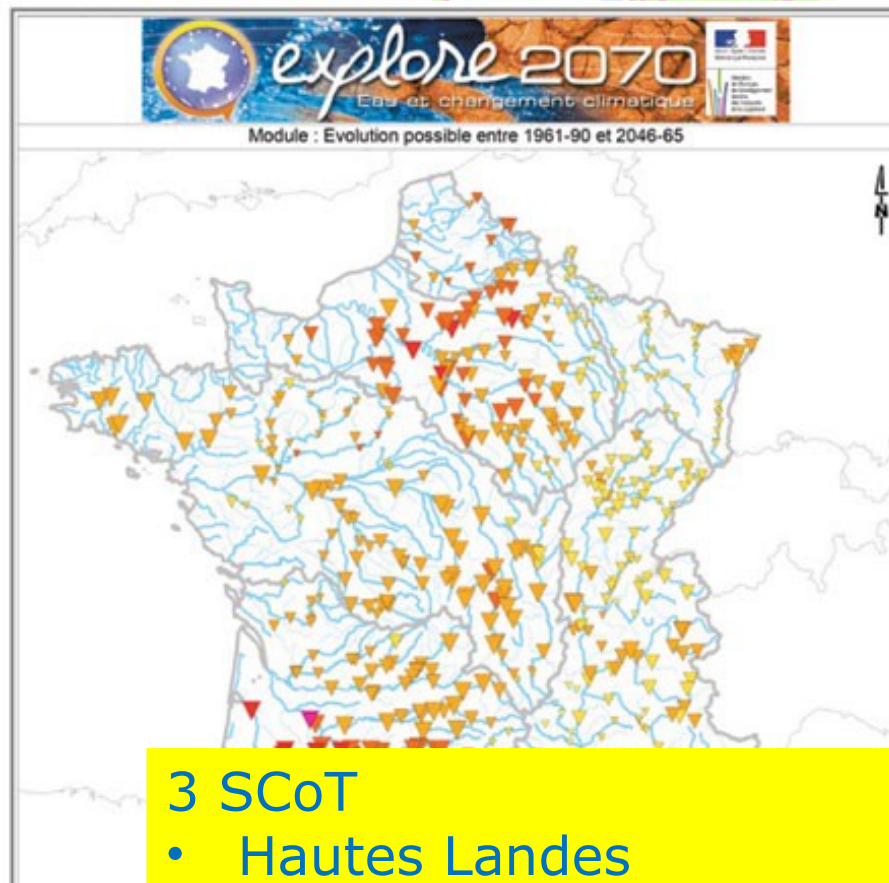 explore 2070
Eau et changement climatique
Module : Evolution possible entre 1961-90 et 2046-65
N
3 SCoT
• Hautes Landes